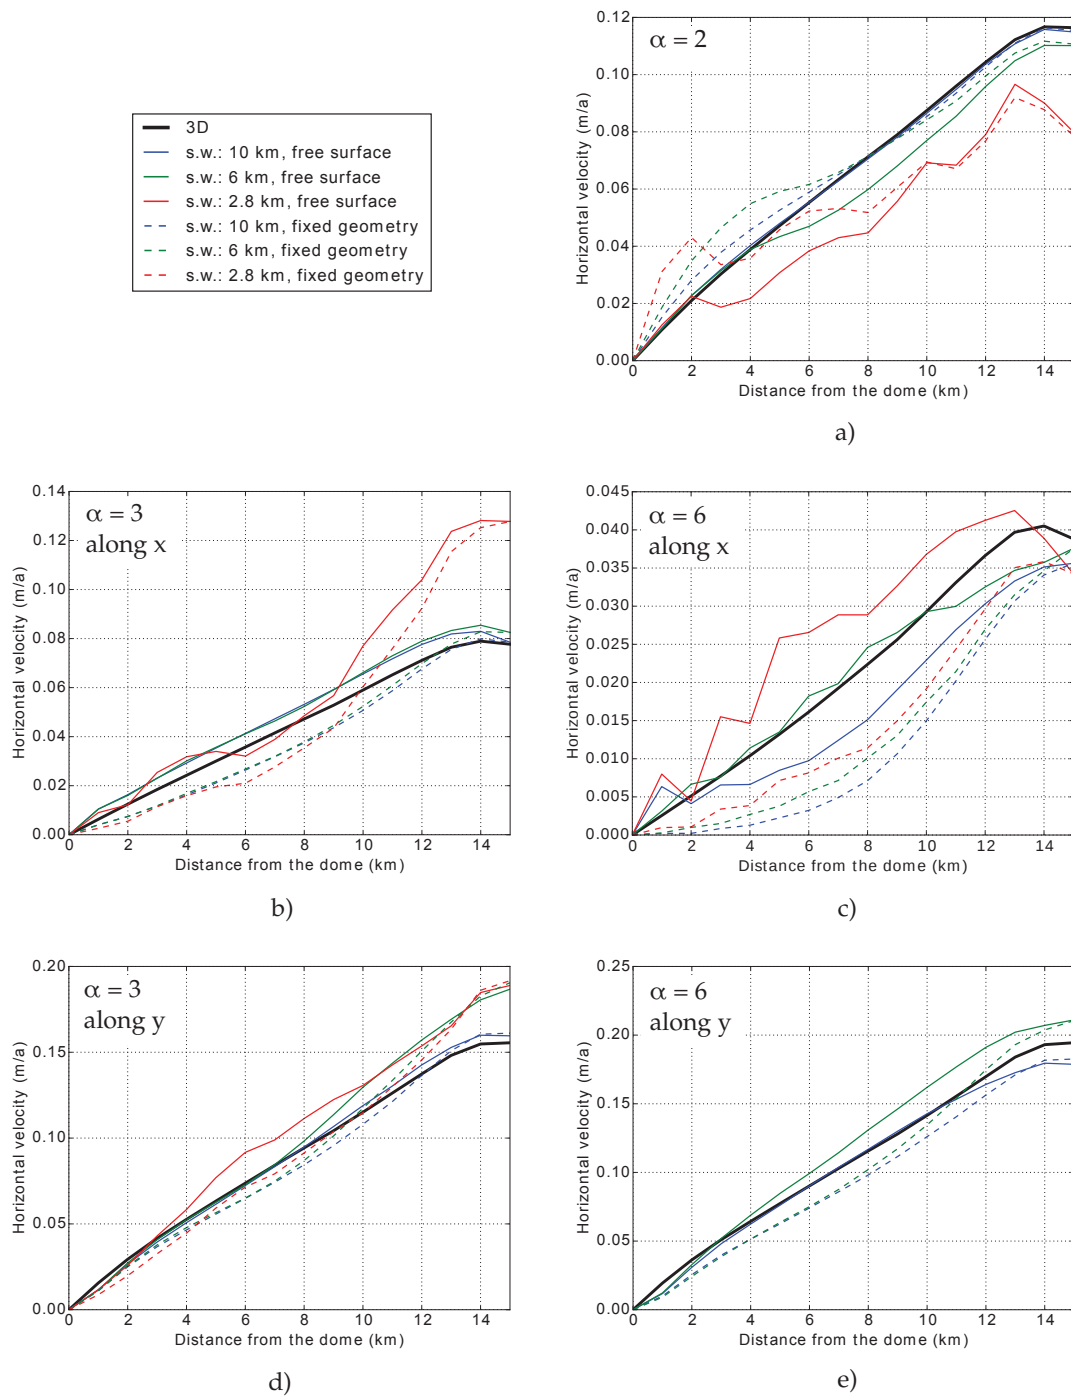 3D
s.w.: 10 km, free surface
s.w.: 6 km, free surface
s.w.: 2.8 km, free surface
s.w.: 10 km, fixed geometry
s.w.: 6 km, fixed geometry
s.w.: 2.8 km, fixed geometry
α = 2
Horizontal velocity (m/a)
0.12
0.10
0.08
0.06
0.04
0.02
0.00
0 2 4 6 8 10 12 14
Distance from the dome (km)
a)
α = 3
along x
Horizontal velocity (m/a)
0.14
0.12
0.10
0.08
0.06
0.04
0.02
0.00
0 2 4 6 8 10 12 14
Distance from the dome (km)
b)
α = 6
along x
Horizontal velocity (m/a)
0.045
0.040
0.035
0.030
0.025
0.020
0.015
0.010
0.005
0.000
0 2 4 6 8 10 12 14
Distance from the dome (km)
c)
α = 3
along y
Horizontal velocity (m/a)
0.20
0.15
0.10
0.05
0.00
0 2 4 6 8 10 12 14
Distance from the dome (km)
d)
α = 6
along y
Horizontal velocity (m/a)
0.25
0.20
0.15
0.10
0.05
0.00
0 2 4 6 8 10 12 14
Distance from the dome (km)
e)